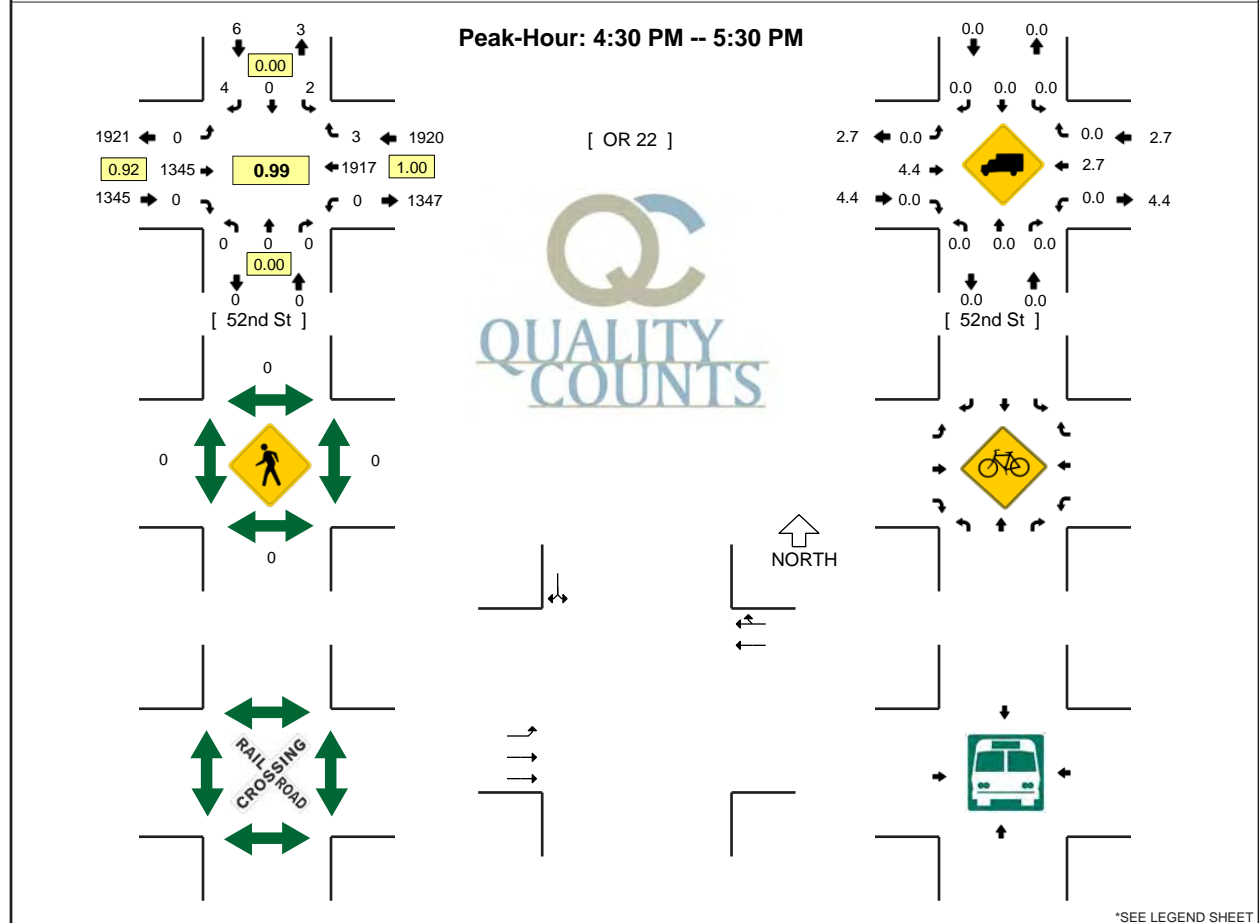 Peak-Hour: 4:30 PM -- 5:30 PM
6 3
0.00
4 0 2
1921 0 3 1920
0.92 1345 0.99 1917 1.00
1345 0 0 1347
0 0 0
0.00
0 0
[ 52nd St ]
[ OR 22 ]
QC
QUALITY
COUNTS
0.0 0.0
0.0 0.0 0.0
2.7 0.0 0.0 2.7
4.4 2.7
4.4 0.0 0.0 4.4
0.0 0.0 0.0
0.0 0.0
[ 52nd St ]
0
0 0
0
NORTH
RAIL ROAD
CROSSING
*SEE LEGEND SHEET